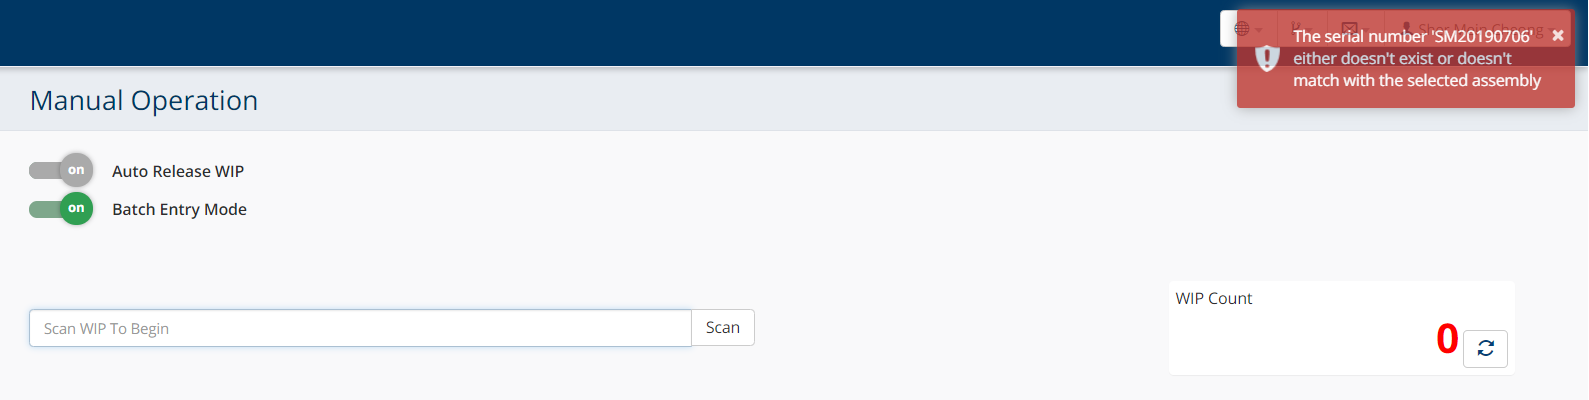 The serial number 'SM20190706'
either doesn't exist or doesn't
match with the selected assembly
Manual Operation
on Auto Release WIP
on Batch Entry Mode
Scan WIP To Begin Scan
WIP Count
0